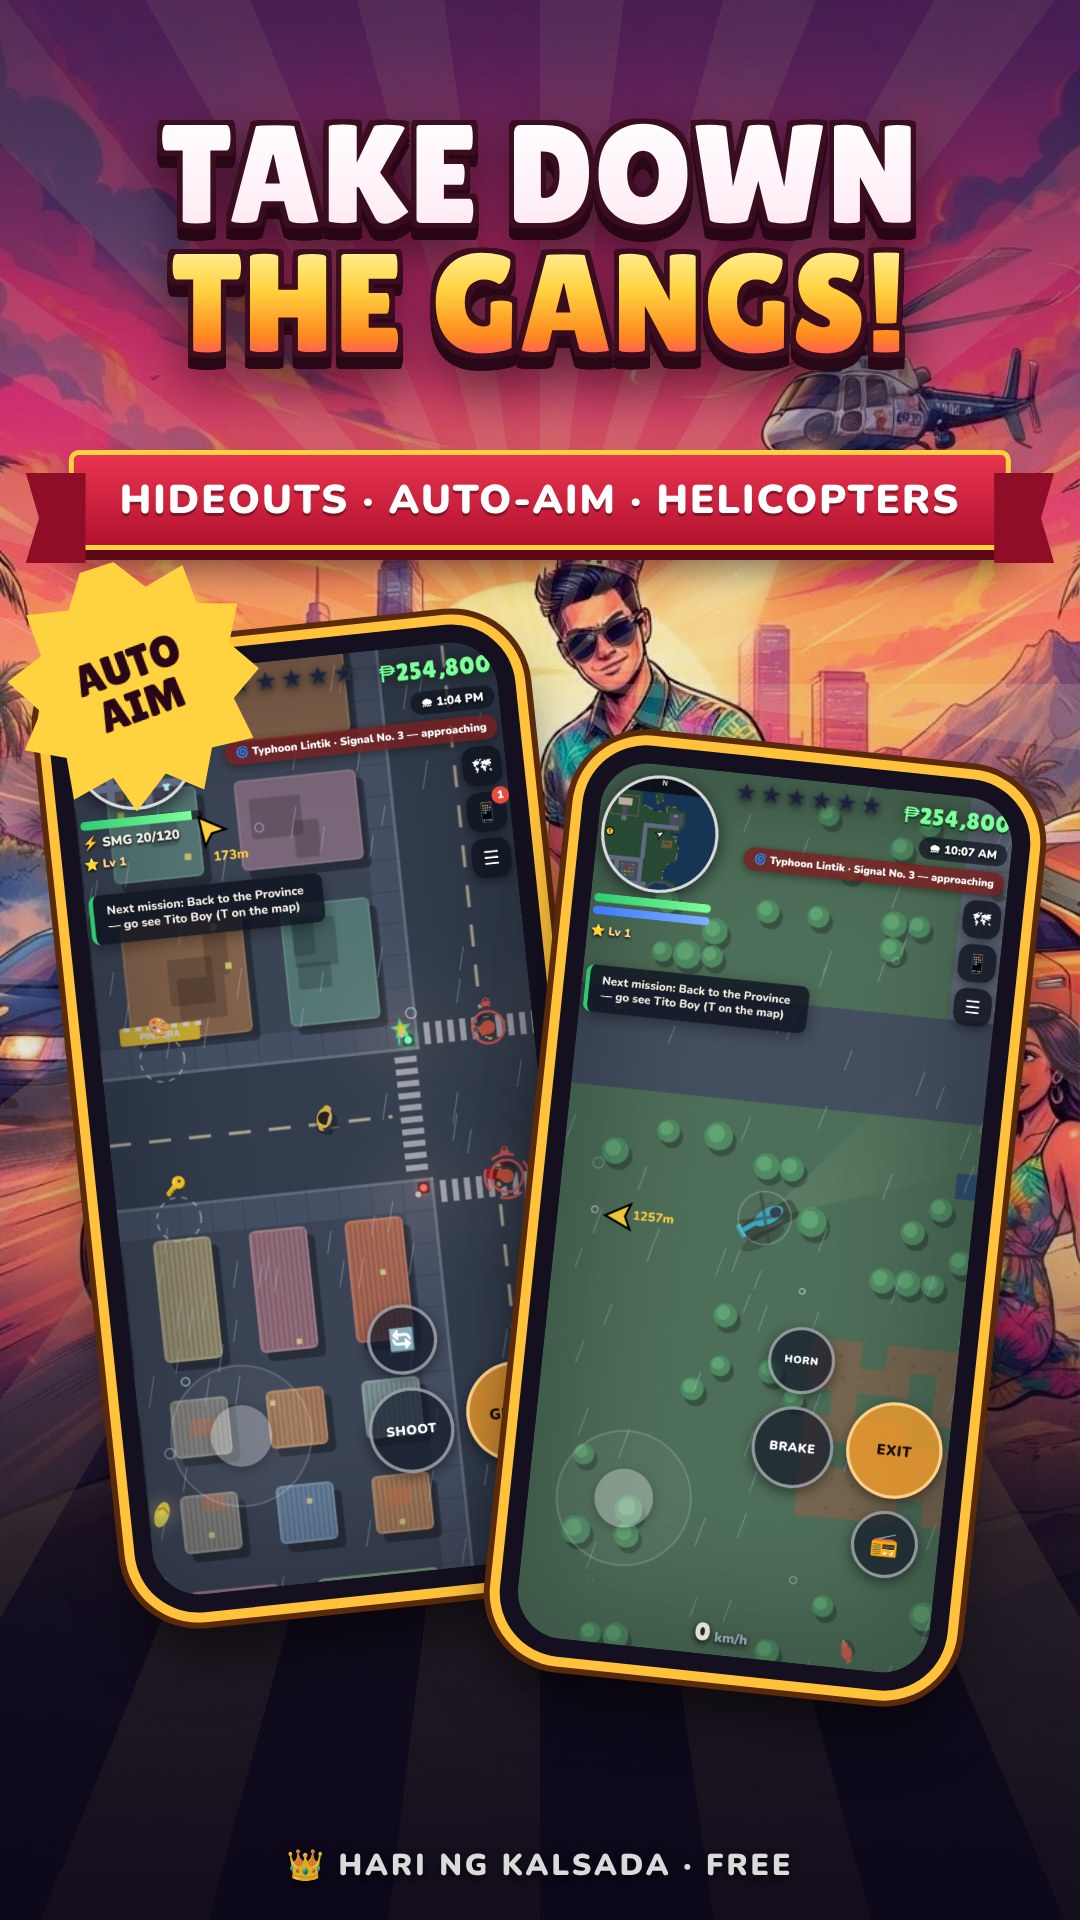 TAKE DOWN
THE GANGS!
HIDEOUTS · AUTO-AIM · HELICOPTERS
AUTO
AIM
₱254,800
🌧 1:04 PM
🌀 Typhoon Lintik · Signal No. 3 — approaching
1
⚡ SMG 20/120
⭐ Lv 1
173m
Next mission: Back to the Province
— go see Tito Boy (T on the map)
SHOOT
N
₱254,800
🌧 10:07 AM
🌀 Typhoon Lintik · Signal No. 3 — approaching
⭐ Lv 1
Next mission: Back to the Province
— go see Tito Boy (T on the map)
1257m
HORN
BRAKE
EXIT
0 km/h
👑 HARI NG KALSADA · FREE